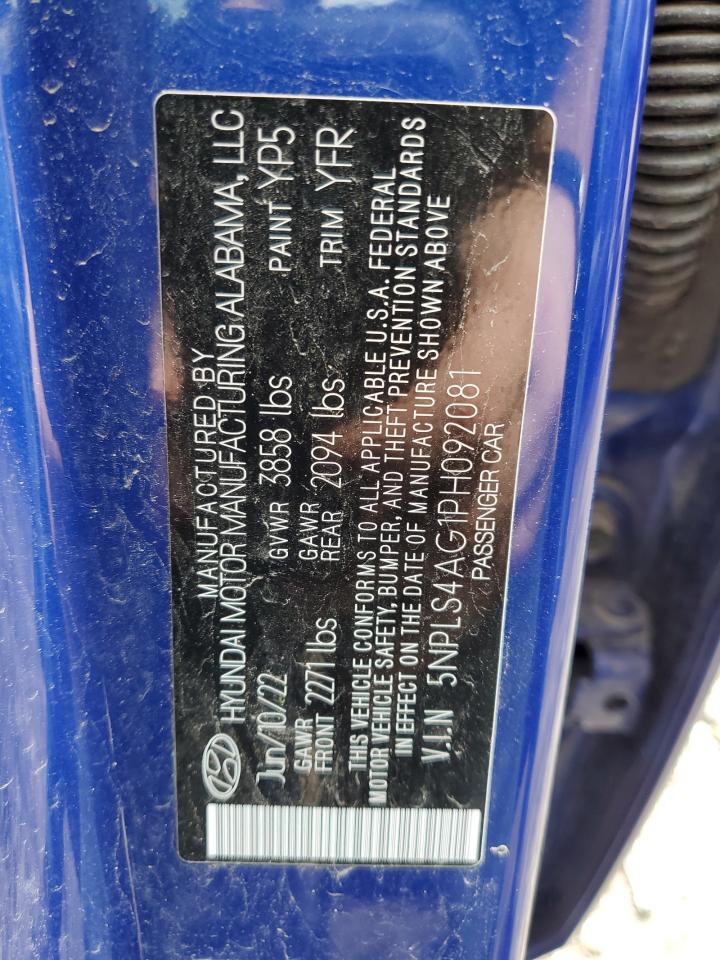 MANUFACTURED BY
HYUNDAI MOTOR MANUFACTURING ALABAMA, LLC
Jun/10/22 GVWR 3858 lbs PAINT YP5
GAWR GAWR
FRONT 2271 lbs REAR 2094 lbs TRIM YFR
THIS VEHICLE CONFORMS TO ALL APPLICABLE U.S.A. FEDERAL
MOTOR VEHICLE SAFETY, BUMPER, AND THEFT PREVENTION STANDARDS
IN EFFECT ON THE DATE OF MANUFACTURE SHOWN ABOVE
V.I.N 5NPLS4AG1PH092081
PASSENGER CAR